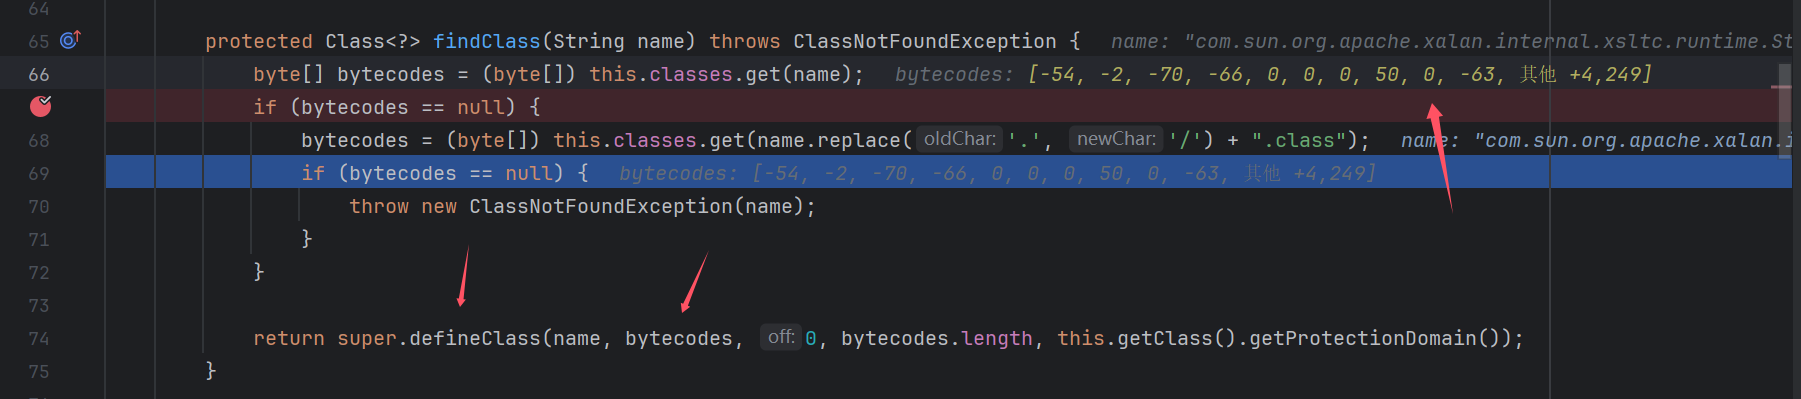 64
65 protected Class<?> findClass(String name) throws ClassNotFoundException { name: "com.sun.org.apache.xalan.internal.xsltc.runtime.St
66 byte[] bytecodes = (byte[]) this.classes.get(name); bytecodes: [-54, -2, -70, -66, 0, 0, 0, 50, 0, -63, 其他 +4,249]
if (bytecodes == null) {
68 bytecodes = (byte[]) this.classes.get(name.replace( oldChar: '.', newChar: '/') + ".class"); name: "com.sun.org.apache.xalan.i
69 if (bytecodes == null) { bytecodes: [-54, -2, -70, -66, 0, 0, 0, 50, 0, -63, 其他 +4,249]
70 throw new ClassNotFoundException(name);
71 }
72 }
73
74 return super.defineClass(name, bytecodes, off: 0, bytecodes.length, this.getClass().getProtectionDomain());
75 }